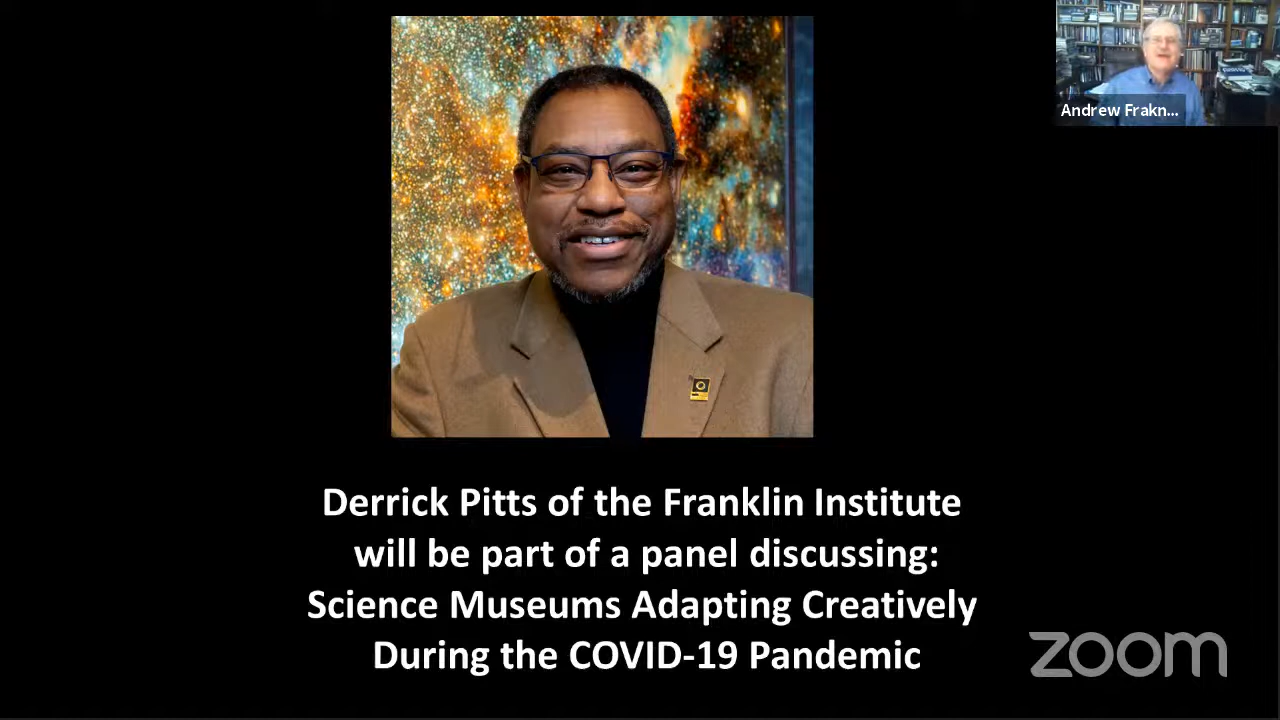 Andrew Frakn...
Derrick Pitts of the Franklin Institute
will be part of a panel discussing:
Science Museums Adapting Creatively
During the COVID-19 Pandemic
zoom